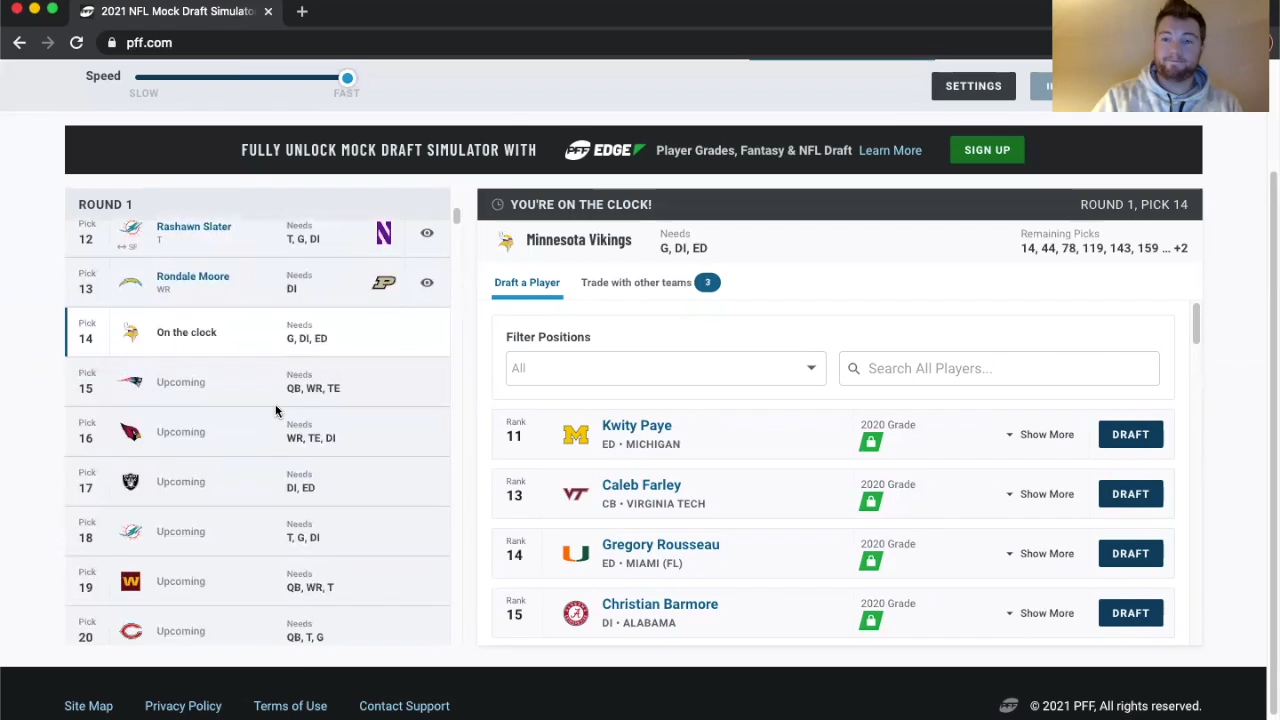 2021 NFL Mock Draft Simulato
pff.com
Speed
SLOW
FAST
SETTINGS
FULLY UNLOCK MOCK DRAFT SIMULATOR WITH
PFF EDGE
Player Grades, Fantasy & NFL Draft Learn More
SIGN UP
ROUND 1
Pick
12
SF
Rashawn Slater
T
Needs
T, G, DI
Pick
13
Rondale Moore
WR
Needs
DI
Pick
14
On the clock
Needs
G, DI, ED
Pick
15
Upcoming
Needs
QB, WR, TE
Pick
16
Upcoming
Needs
WR, TE, DI
Pick
17
Upcoming
Needs
DI, ED
Pick
18
Upcoming
Needs
T, G, DI
Pick
19
Upcoming
Needs
QB, WR, T
Pick
20
Upcoming
Needs
QB, T, G
YOU'RE ON THE CLOCK!
ROUND 1, PICK 14
Minnesota Vikings
Needs
G, DI, ED
Remaining Picks
14, 44, 78, 119, 143, 159 ... +2
Draft a Player
Trade with other teams 3
Filter Positions
All
Search All Players...
Rank
11
Kwity Paye
ED • MICHIGAN
2020 Grade
Show More
DRAFT
Rank
13
Caleb Farley
CB • VIRGINIA TECH
2020 Grade
Show More
DRAFT
Rank
14
Gregory Rousseau
ED • MIAMI (FL)
2020 Grade
Show More
DRAFT
Rank
15
Christian Barmore
DI • ALABAMA
2020 Grade
Show More
DRAFT
Site Map
Privacy Policy
Terms of Use
Contact Support
© 2021 PFF, All rights reserved.